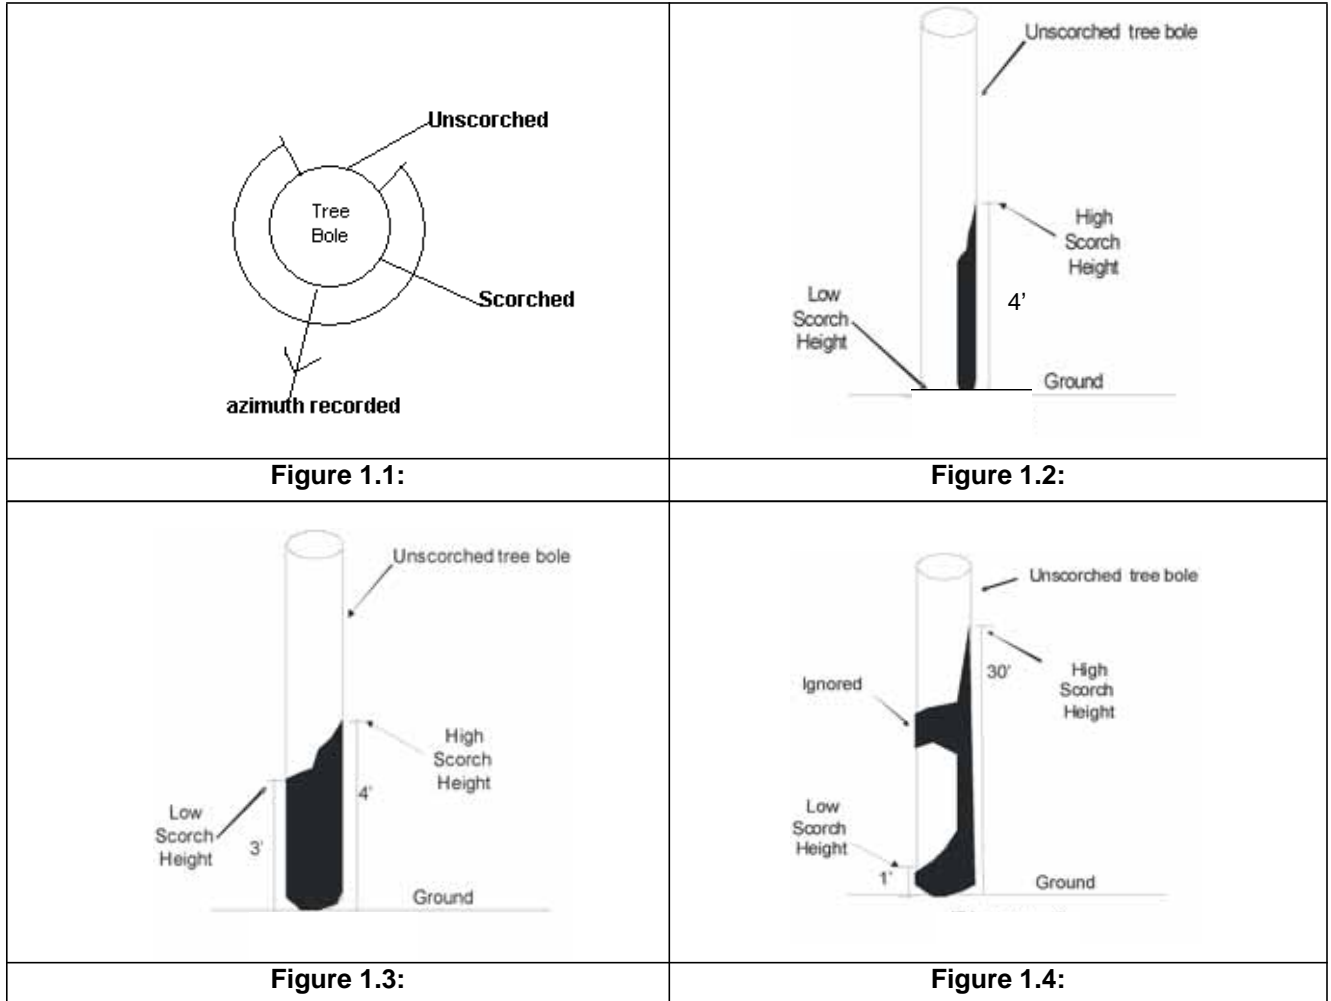 Unscorched
Tree
Bole
Scorched
azimuth recorded
Figure 1.1:
Unscorched tree bole
High
Scorch
Height
Low
Scorch
Height
4’
Ground
Figure 1.2:
Unscorched tree bole
High
Scorch
Height
4'
Low
Scorch
Height
3'
Ground
Figure 1.3:
Unscorched tree bole
30'
High
Scorch
Height
Ignored
Low
Scorch
Height
1'
Ground
Figure 1.4: